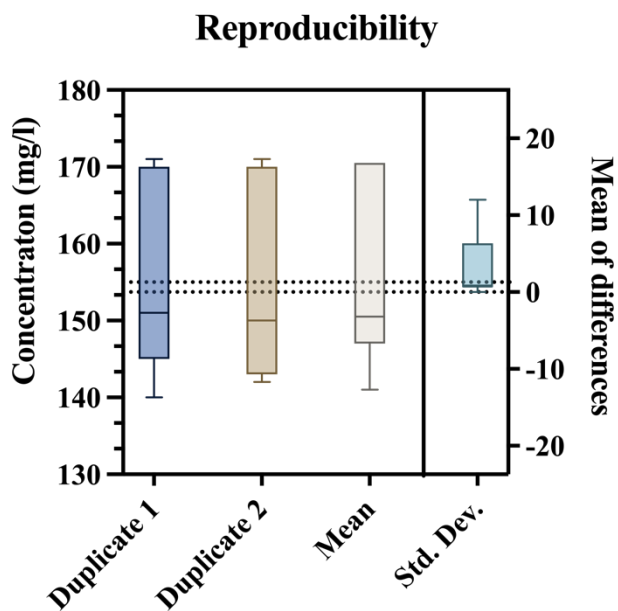 Reproducibility
Concentraton (mg/l)
180
170
160
150
140
130
20
10
0
-10
-20
Mean of differences
Duplicate 1
Duplicate 2
Mean
Std. Dev.